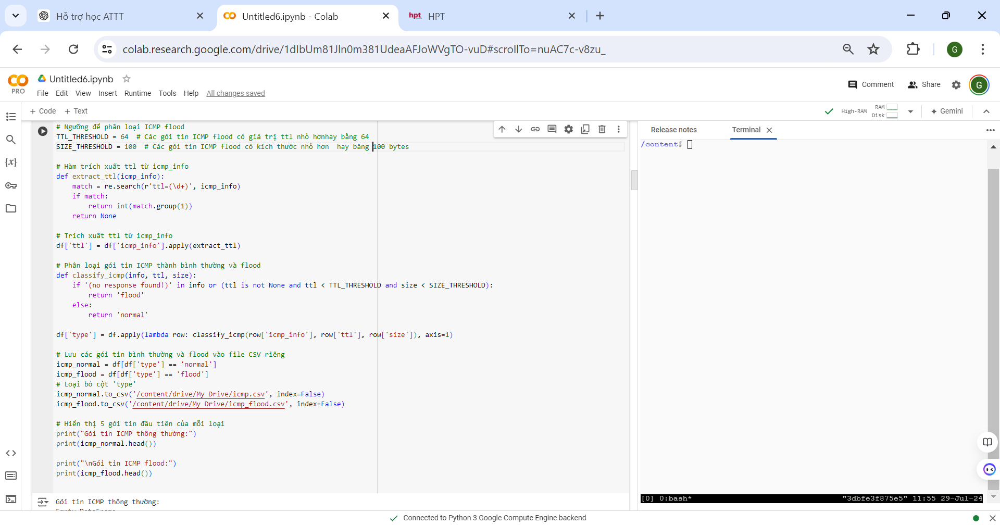 Hỗ trợ học ATTT
Untitled6.ipynb - Colab
hpt HPT
colab.research.google.com/drive/1dIbUm81Jln0m381UdeaAFJoWVgTO-vuD#scrollTo=nuAC7c-v8zu_
G
PRO
Untitled6.ipynb
File Edit View Insert Runtime Tools Help All changes saved
Comment Share G
+ Code + Text
High-RAM RAM Disk Gemini
# Ngưỡng để phân loại ICMP flood
TTL_THRESHOLD = 64  # Các gói tin ICMP flood có giá trị ttl nhỏ hơnhay bằng 64
SIZE_THRESHOLD = 100  # Các gói tin ICMP flood có kích thước nhỏ hơn  hay bằng 100 bytes
# Hàm trích xuất ttl từ icmp_info
def extract_ttl(icmp_info):
    match = re.search(r'ttl=(\d+)', icmp_info)
    if match:
        return int(match.group(1))
    return None
# Trích xuất ttl từ icmp_info
df['ttl'] = df['icmp_info'].apply(extract_ttl)
# Phân loại gói tin ICMP thành bình thường và flood
def classify_icmp(info, ttl, size):
    if '(no response found!)' in info or (ttl is not None and ttl < TTL_THRESHOLD and size < SIZE_THRESHOLD):
        return 'flood'
    else:
        return 'normal'
df['type'] = df.apply(lambda row: classify_icmp(row['icmp_info'], row['ttl'], row['size']), axis=1)
# Lưu các gói tin bình thường và flood vào file CSV riêng
icmp_normal = df[df['type'] == 'normal']
icmp_flood = df[df['type'] == 'flood']
# Loại bỏ cột 'type'
icmp_normal.to_csv('/content/drive/My Drive/icmp.csv', index=False)
icmp_flood.to_csv('/content/drive/My Drive/icmp_flood.csv', index=False)
# Hiển thị 5 gói tin đầu tiên của mỗi loại
print("Gói tin ICMP thông thường:")
print(icmp_normal.head())
print("\nGói tin ICMP flood:")
print(icmp_flood.head())
Gói tin ICMP thông thường:
Release notes
Terminal
/content#
[0] 0:bash* "3dbfe3f875e5" 11:55 29-Jul-24
Connected to Python 3 Google Compute Engine backend